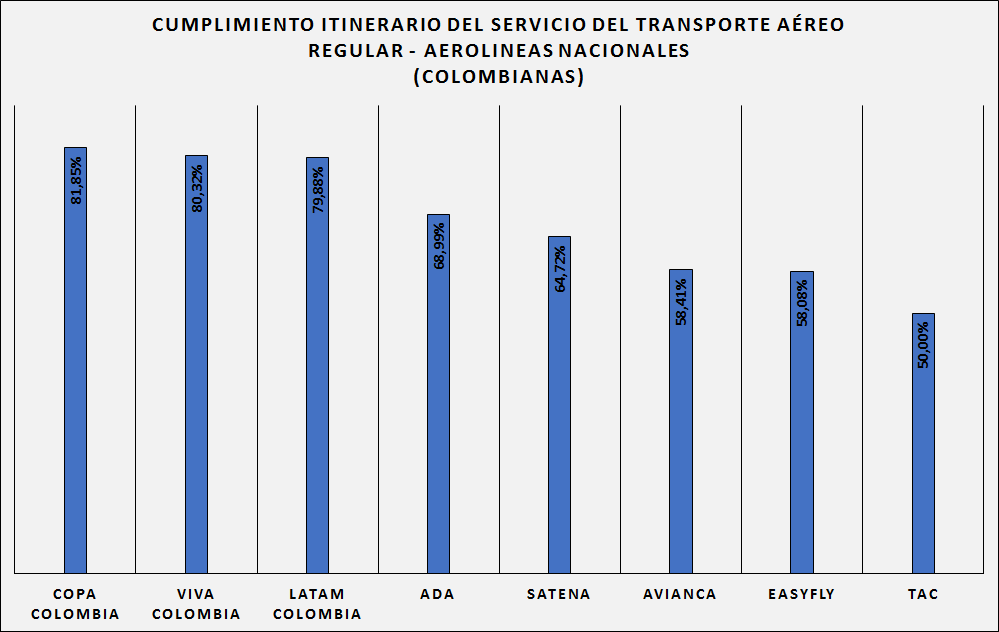 CUMPLIMIENTO ITINERARIO DEL SERVICIO DEL TRANSPORTE AÉREO
REGULAR - AEROLINEAS NACIONALES
(COLOMBIANAS)
81,85%
80,32%
79,88%
68,99%
64,72%
58,41%
58,08%
50,00%
COPA
COLOMBIA
VIVA
COLOMBIA
LATAM
COLOMBIA
ADA
SATENA
AVIANCA
EASYFLY
TAC